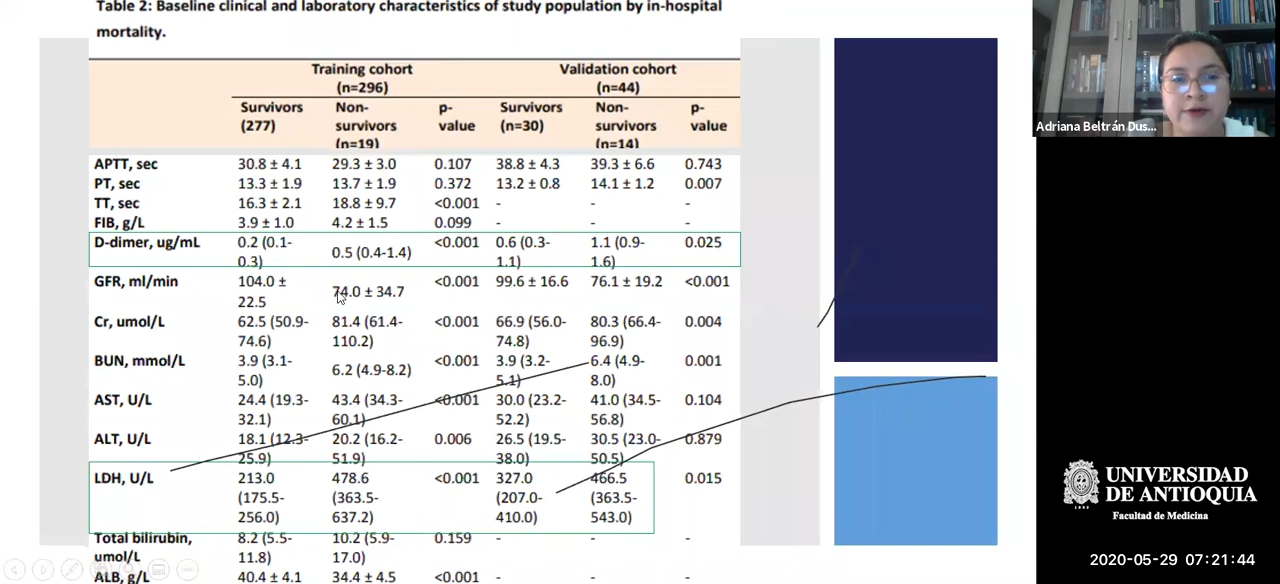 Table 2: Baseline clinical and laboratory characteristics of study population by in-hospital
mortality.
Training cohort Validation cohort
(n=296) (n=44)
Survivors Non- p- Survivors Non- p-
(277) survivors value (n=30) survivors value
(n=19) (n=14)
APTT, sec 30.8 ± 4.1 29.3 ± 3.0 0.107 38.8 ± 4.3 39.3 ± 6.6 0.743
PT, sec 13.3 ± 1.9 13.7 ± 1.9 0.372 13.2 ± 0.8 14.1 ± 1.2 0.007
TT, sec 16.3 ± 2.1 18.8 ± 9.7 <0.001 - - -
FIB, g/L 3.9 ± 1.0 4.2 ± 1.5 0.099 - - -
D-dimer, ug/mL 0.2 (0.1- 0.5 (0.4-1.4) <0.001 0.6 (0.3- 1.1 (0.9- 0.025
0.3) 1.1) 1.6)
GFR, ml/min 104.0 ± 74.0 ± 34.7 <0.001 99.6 ± 16.6 76.1 ± 19.2 <0.001
22.5
Cr, umol/L 62.5 (50.9- 81.4 (61.4- <0.001 66.9 (56.0- 80.3 (66.4- 0.004
74.6) 110.2) 74.8) 96.9)
BUN, mmol/L 3.9 (3.1- 6.2 (4.9-8.2) <0.001 3.9 (3.2- 6.4 (4.9- 0.001
5.0) 5.1) 8.0)
AST, U/L 24.4 (19.3- 43.4 (34.3- <0.001 30.0 (23.2- 41.0 (34.5- 0.104
32.1) 60.1) 52.2) 56.8)
ALT, U/L 18.1 (12.3- 20.2 (16.2- 0.006 26.5 (19.5- 30.5 (23.0- 0.879
25.9) 51.9) 38.0) 50.5)
LDH, U/L 213.0 478.6 <0.001 327.0 466.5 0.015
(175.5- (363.5- (207.0- (363.5-
256.0) 637.2) 410.0) 543.0)
Total bilirubin, 8.2 (5.5- 10.2 (5.9- 0.159 - - -
umol/L 11.8) 17.0)
ALB, g/L 40.4 ± 4.1 34.4 ± 4.5 <0.001 - - -
Adriana Beltrán Dus...
UNIVERSIDAD
DE ANTIOQUIA
1803
Facultad de Medicina
2020-05-29 07:21:44